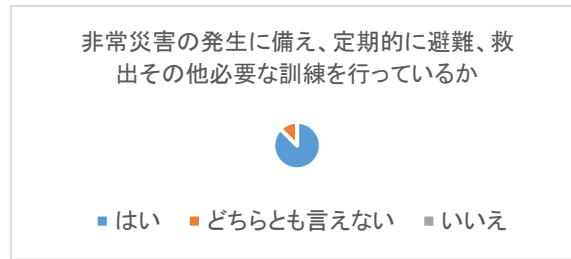 非常災害の発生に備え、定期的に避難、救
出その他必要な訓練を行っているか
はい どちらとも言えない いいえ